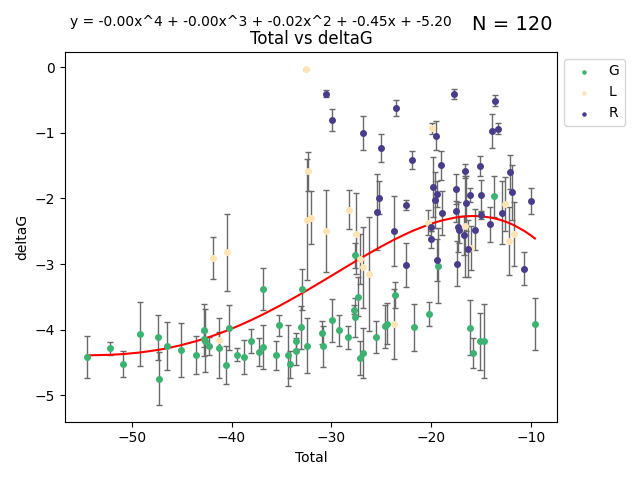 y = -0.00x^4 + -0.00x^3 + -0.02x^2 + -0.45x + -5.20
N = 120
Total vs deltaG
G
L
R
deltaG
0
−1
−2
−3
−4
−5
−50
−40
−30
−20
−10
Total